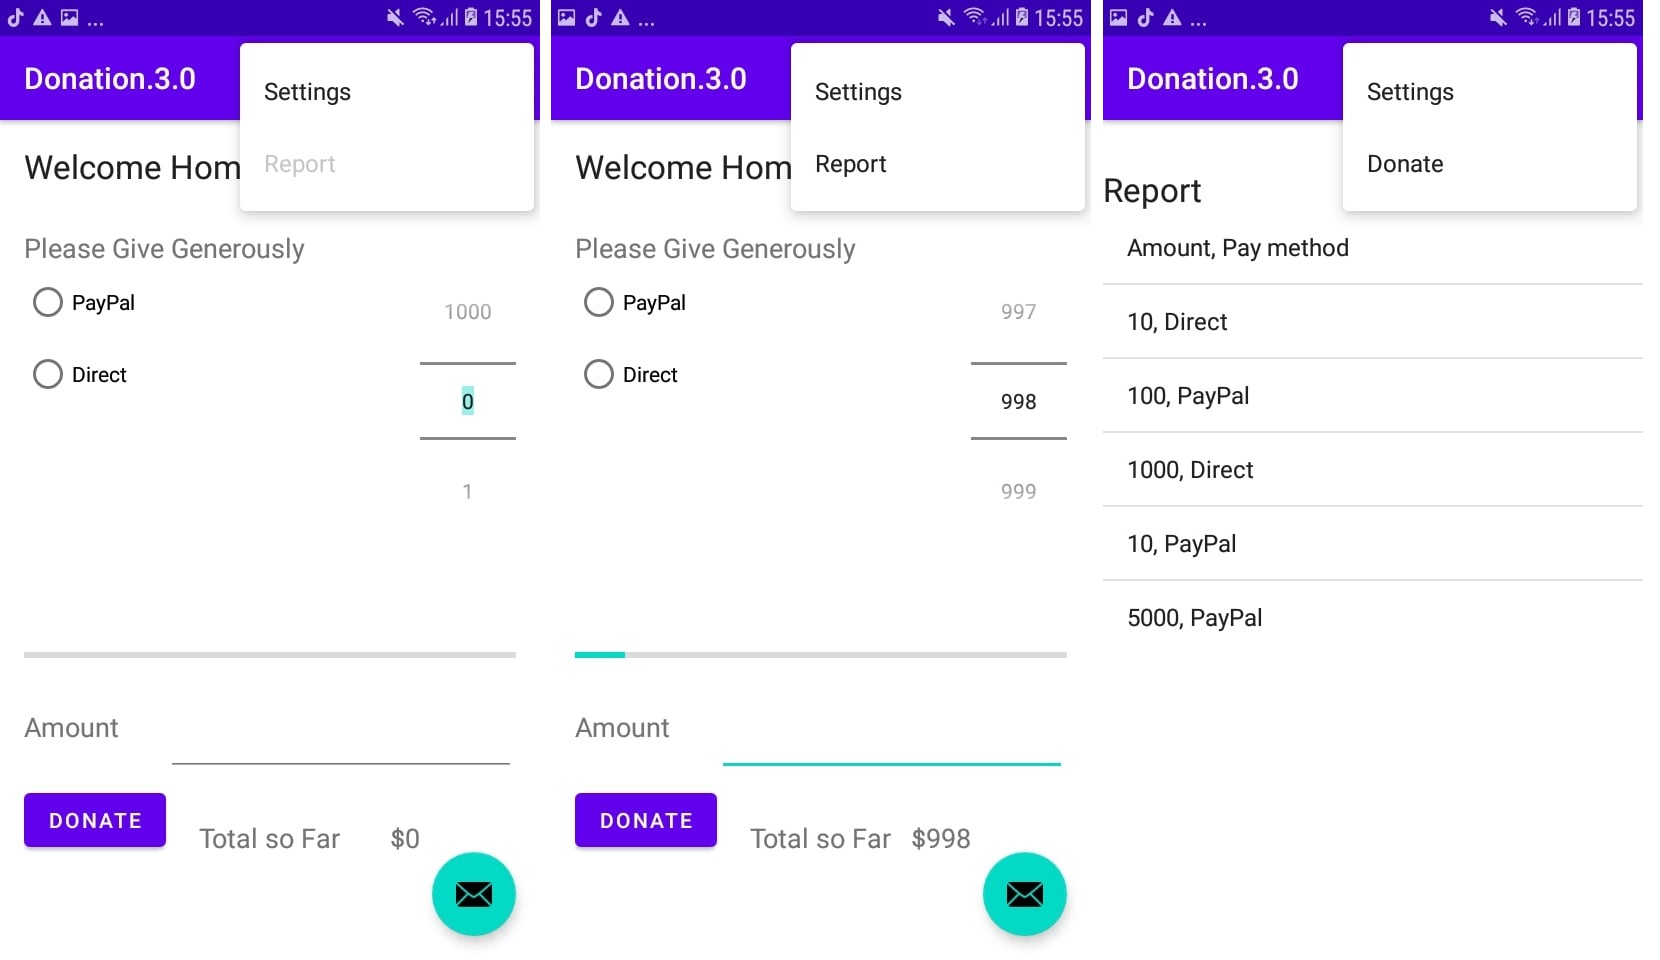 ... 15:55
Donation.3.0
Settings
Report
Welcome Hom
Please Give Generously
PayPal
1000
Direct
0
1
Amount
DONATE
Total so Far $0
... 15:55
Donation.3.0
Settings
Report
Welcome Hom
Please Give Generously
PayPal
997
Direct
998
999
Amount
DONATE
Total so Far $998
... 15:55
Donation.3.0
Settings
Donate
Report
Amount, Pay method
10, Direct
100, PayPal
1000, Direct
10, PayPal
5000, PayPal